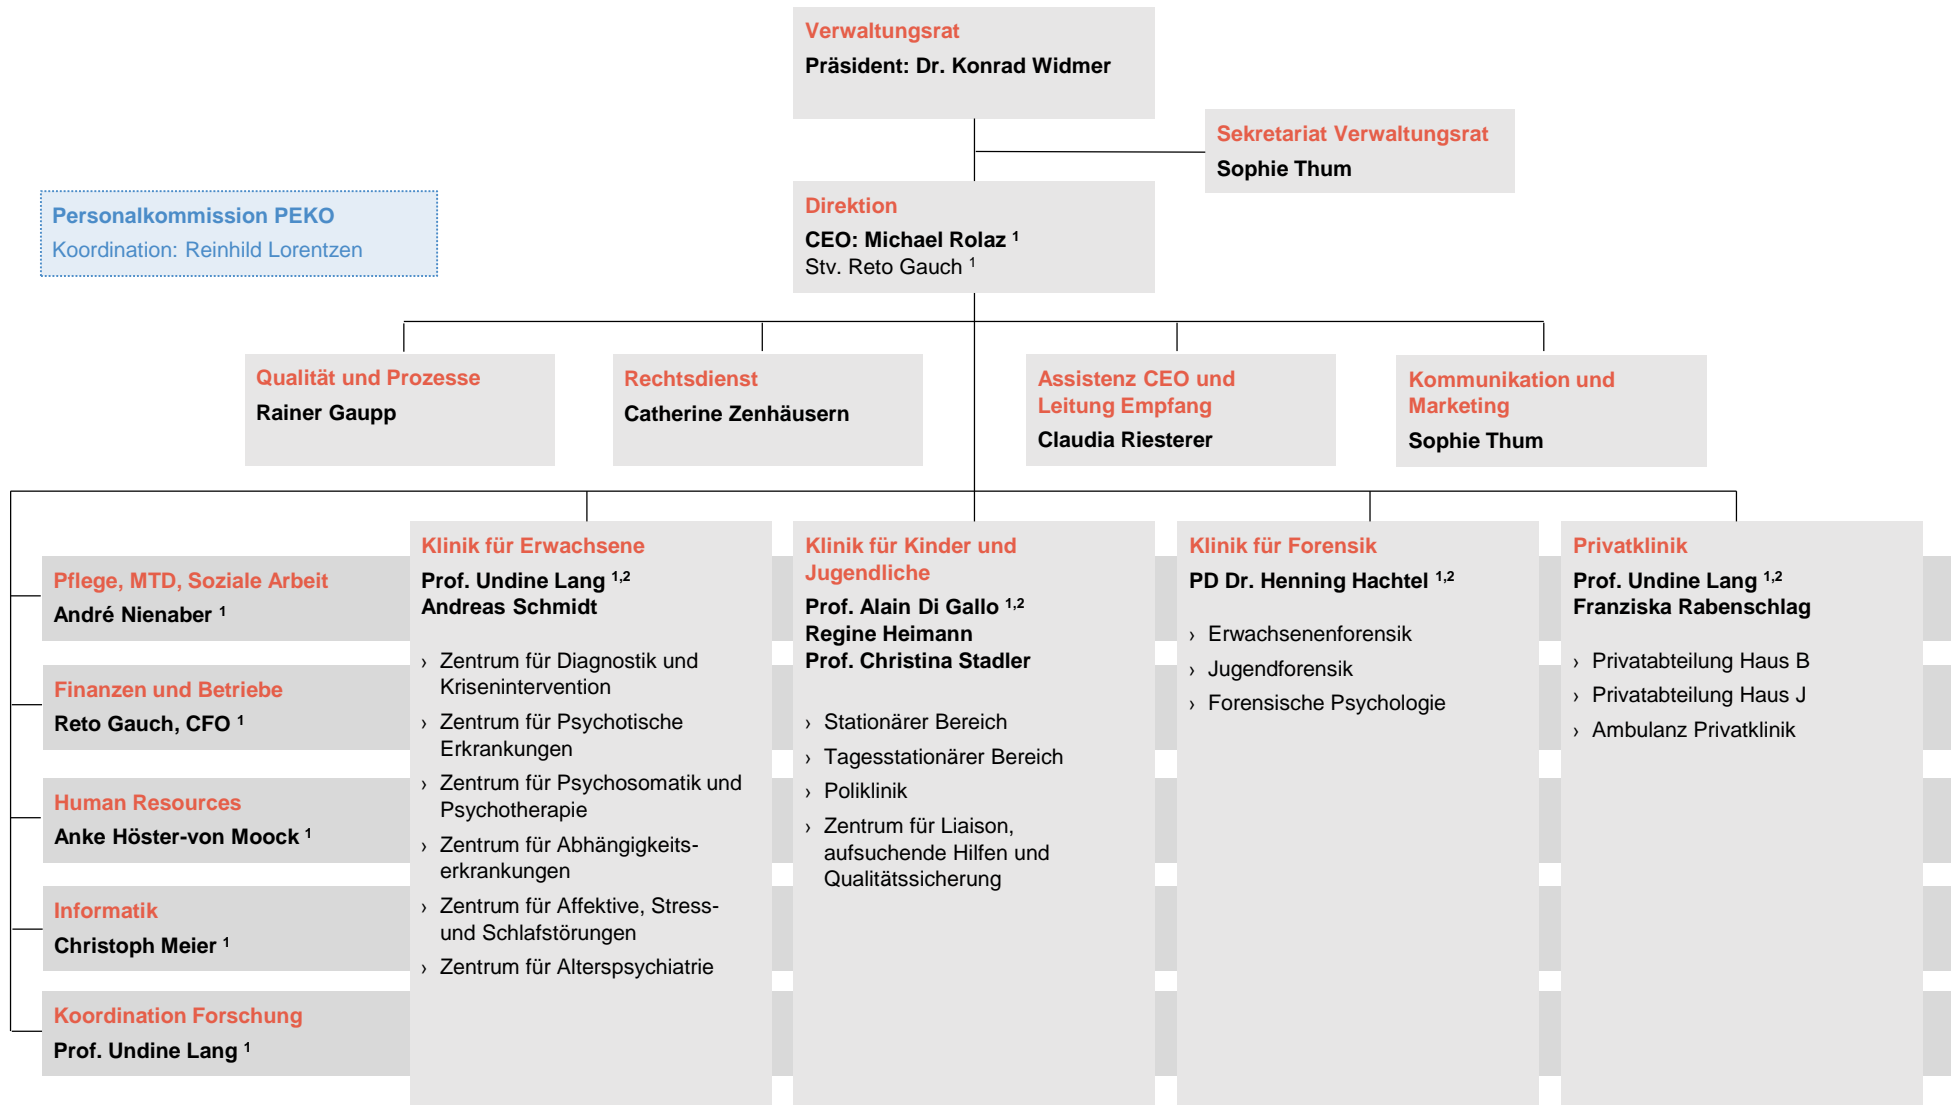 Verwaltungsrat
Präsident: Dr. Konrad Widmer
Sekretariat Verwaltungsrat
Sophie Thum
Personalkommission PEKO
Koordination: Reinhild Lorentzen
Direktion
CEO: Michael Rolaz ¹
Stv. Reto Gauch ¹
Qualität und Prozesse
Rainer Gaupp
Rechtsdienst
Catherine Zenhäusern
Assistenz CEO und
Leitung Empfang
Claudia Riesterer
Kommunikation und
Marketing
Sophie Thum
Pflege, MTD, Soziale Arbeit
André Nienaber ¹
Finanzen und Betriebe
Reto Gauch, CFO ¹
Human Resources
Anke Höster-von Moock ¹
Informatik
Christoph Meier ¹
Koordination Forschung
Prof. Undine Lang ¹
Klinik für Erwachsene
Prof. Undine Lang ¹,²
Andreas Schmidt
› Zentrum für Diagnostik und
Krisenintervention
› Zentrum für Psychotische
Erkrankungen
› Zentrum für Psychosomatik und
Psychotherapie
› Zentrum für Abhängigkeits-
erkrankungen
› Zentrum für Affektive, Stress-
und Schlafstörungen
› Zentrum für Alterspsychiatrie
Klinik für Kinder und
Jugendliche
Prof. Alain Di Gallo ¹,²
Regine Heimann
Prof. Christina Stadler
› Stationärer Bereich
› Tagesstationärer Bereich
› Poliklinik
› Zentrum für Liaison,
aufsuchende Hilfen und
Qualitätssicherung
Klinik für Forensik
PD Dr. Henning Hachtel ¹,²
› Erwachsenenforensik
› Jugendforensik
› Forensische Psychologie
Privatklinik
Prof. Undine Lang ¹,²
Franziska Rabenschlag
› Privatabteilung Haus B
› Privatabteilung Haus J
› Ambulanz Privatklinik